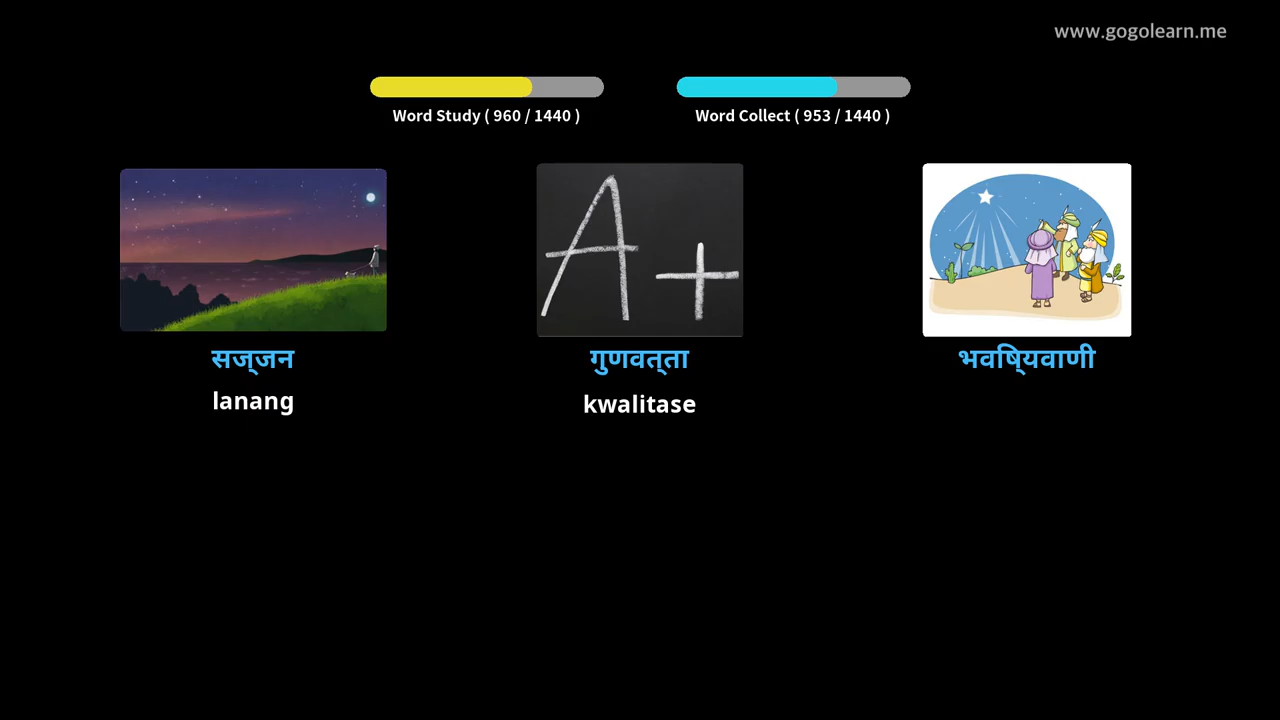 www.gogolearn.me
Word Study ( 960 / 1440 )
Word Collect ( 953 / 1440 )
A+
सज्जन
गुणवत्ता
भविष्यवाणी
lanang
kwalitase